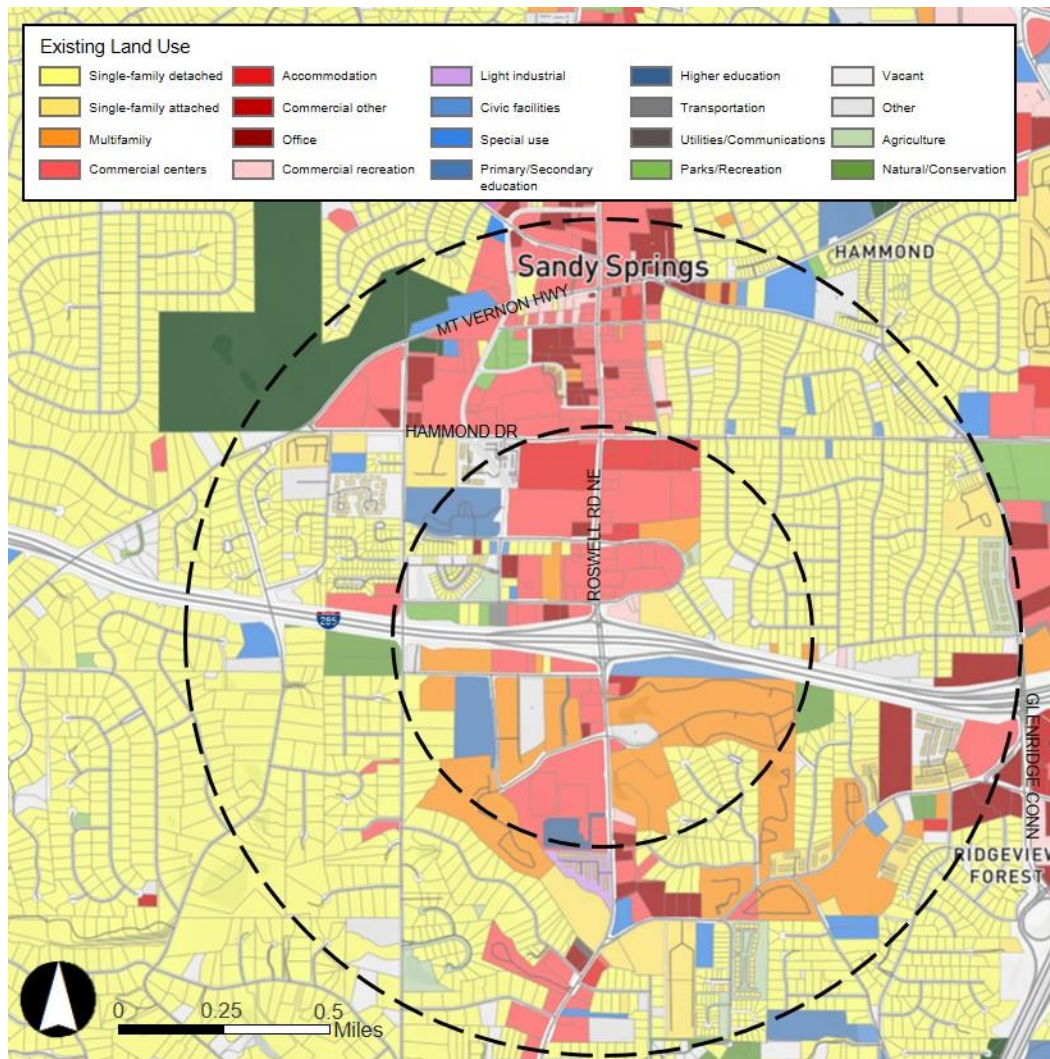 Existing Land Use
Single-family detached
Accommodation
Light industrial
Higher education
Vacant
Single-family attached
Commercial other
Civic facilities
Transportation
Other
Multifamily
Office
Special use
Utilities/Communications
Agriculture
Commercial centers
Commercial recreation
Primary/Secondary
education
Parks/Recreation
Natural/Conservation
HAMMOND
Sandy Springs
MT VERNON HWY
HAMMOND DR
ROSWELL RD NE
285
GLENRIDGE CONN
RIDGEVIEW
FOREST
0 0.25 0.5
Miles